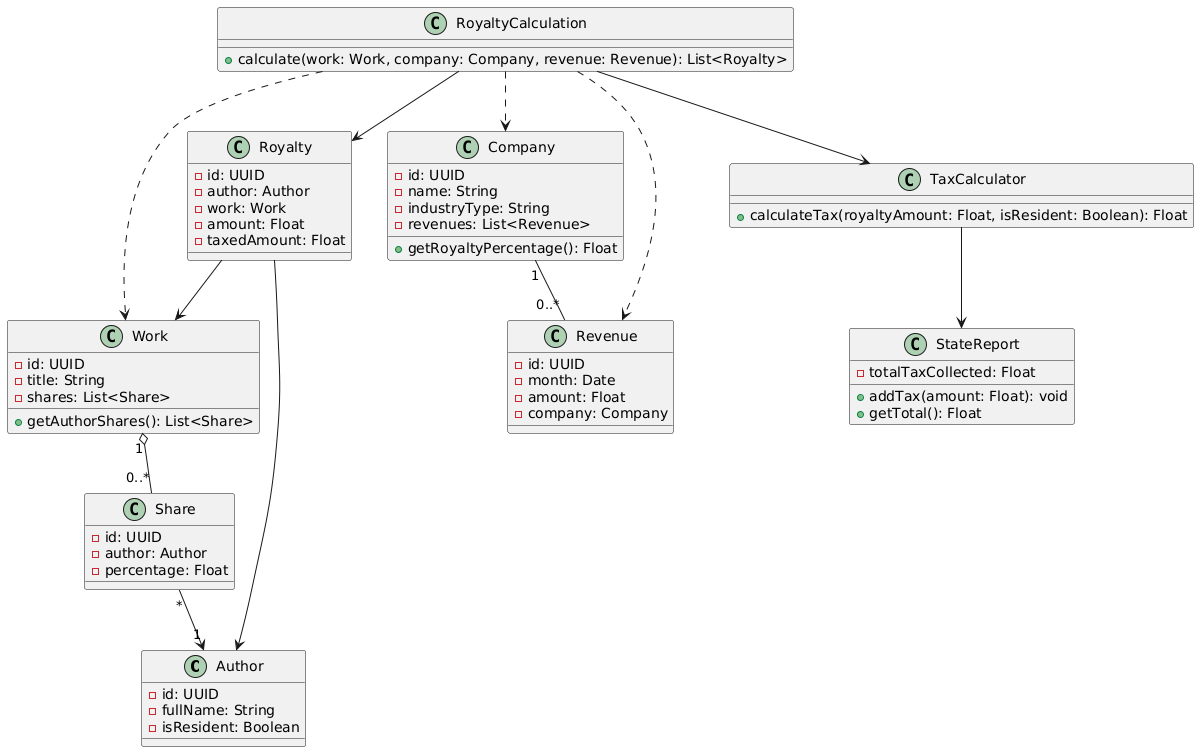 C RoyaltyCalculation
calculate(work: Work, company: Company, revenue: Revenue): List<Royalty>
C Royalty
id: UUID
author: Author
work: Work
amount: Float
taxedAmount: Float
C Company
id: UUID
name: String
industryType: String
revenues: List<Revenue>
getRoyaltyPercentage(): Float
C TaxCalculator
calculateTax(royaltyAmount: Float, isResident: Boolean): Float
1
0..*
C Work
id: UUID
title: String
shares: List<Share>
getAuthorShares(): List<Share>
C Revenue
id: UUID
month: Date
amount: Float
company: Company
C StateReport
totalTaxCollected: Float
addTax(amount: Float): void
getTotal(): Float
1
0..*
C Share
id: UUID
author: Author
percentage: Float
*
1
C Author
id: UUID
fullName: String
isResident: Boolean